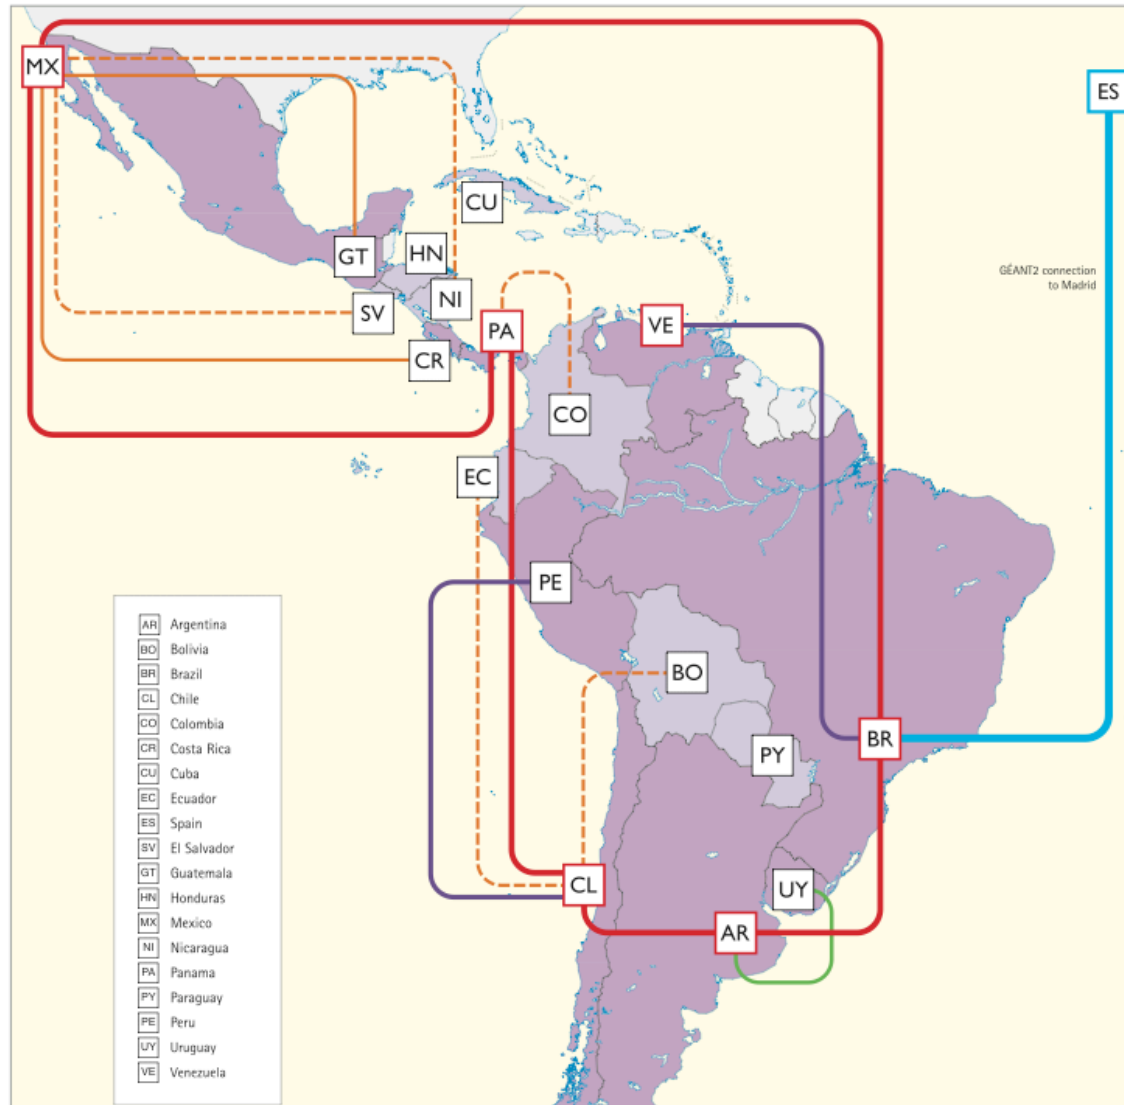 MX
ES
CU
GÉANT2 connection
to Madrid
GT
HN
NI
SV
PA
VE
CR
CO
EC
PE
BO
BR
PY
CL
UY
AR
AR Argentina
BO Bolivia
BR Brazil
CL Chile
CO Colombia
CR Costa Rica
CU Cuba
EC Ecuador
ES Spain
SV El Salvador
GT Guatemala
HN Honduras
MX Mexico
NI Nicaragua
PA Panama
PY Paraguay
PE Peru
UY Uruguay
VE Venezuela